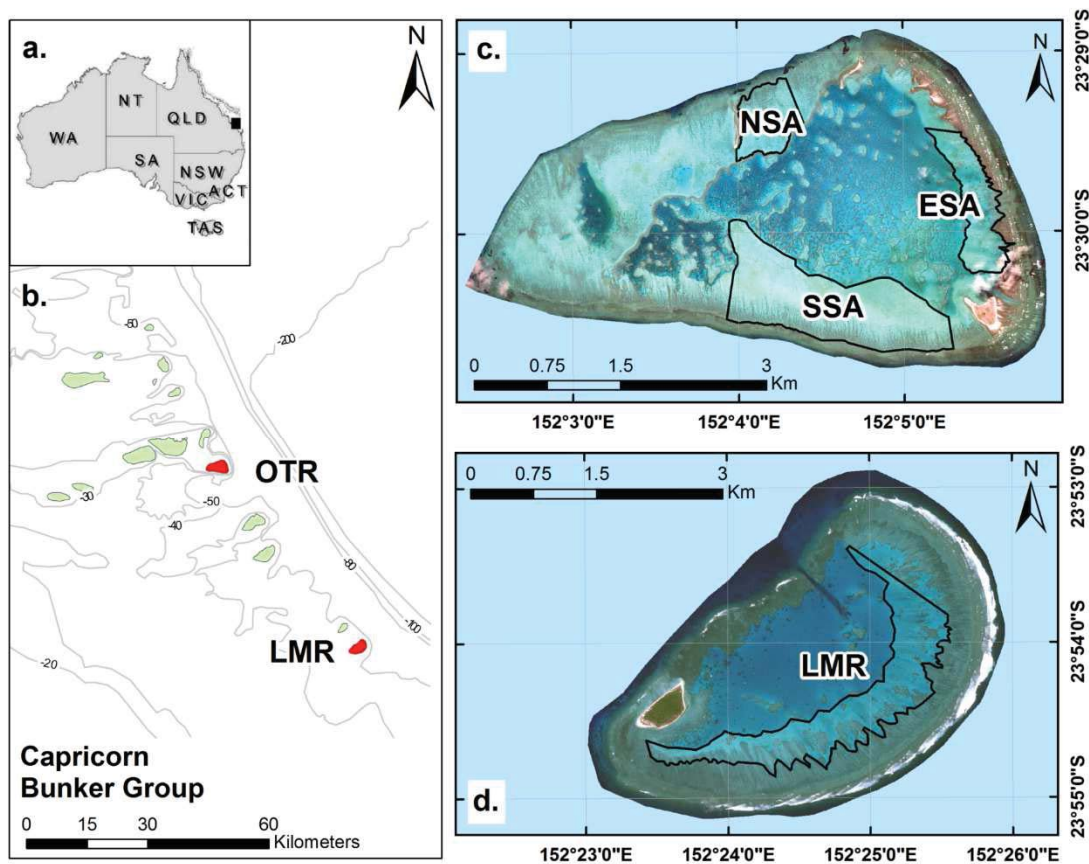 a.
NT
QLD
WA
SA
NSW
ACT
VIC
TAS
N
b.
-50
-200
OTR
-30
-50
-40
-80
-100
LMR
-20
Capricorn
Bunker Group
0 15 30 60
Kilometers
c.
N
NSA
ESA
SSA
0 0.75 1.5 3
Km
152°3'0"E 152°4'0"E 152°5'0"E
23°29'0"S
23°30'0"S
0 0.75 1.5 3
Km
N
LMR
d.
23°53'0"S
23°54'0"S
23°55'0"S
152°23'0"E 152°24'0"E 152°25'0"E 152°26'0"E